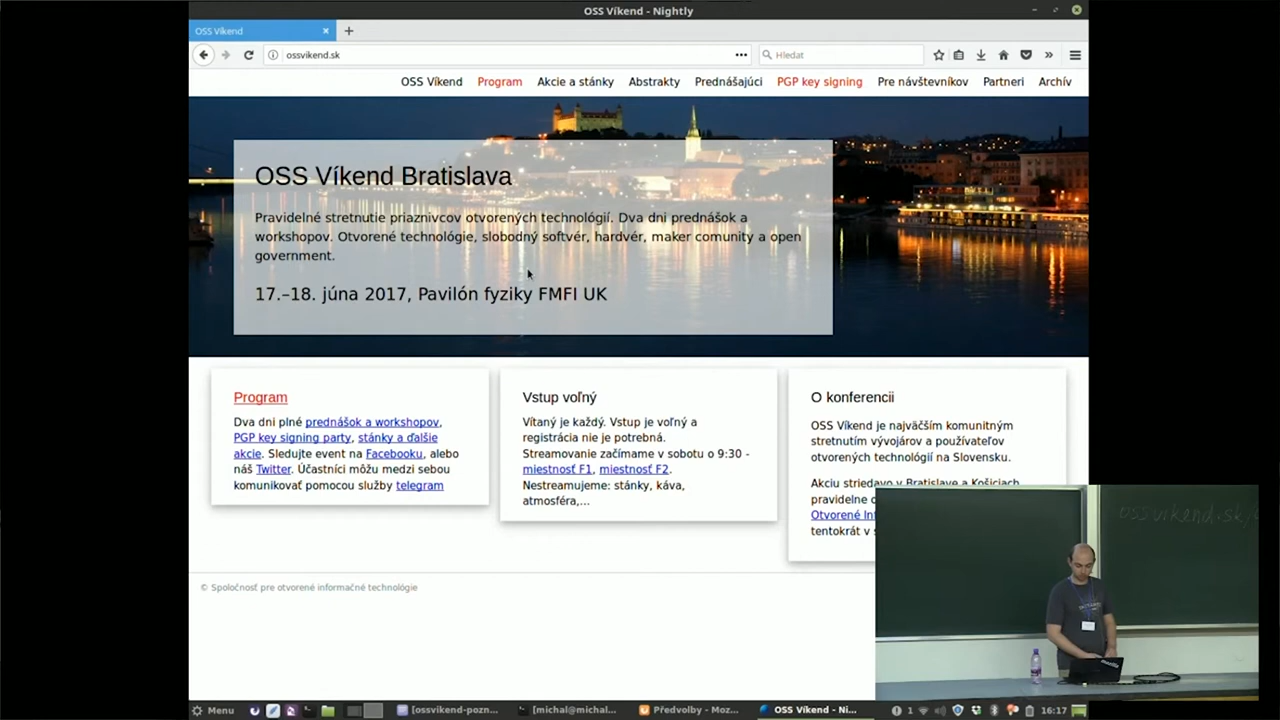 OSS Víkend - Nightly
OSS Víkend
ossvikend.sk
Hledat
OSS Víkend Program Akcie a stánky Abstrakty Prednášajúci PGP key signing Pre návštevníkov Partneri Archív
OSS Víkend Bratislava
Pravidelné stretnutie priaznivcov otvorených technológií. Dva dni prednášok a
workshopov. Otvorené technológie, slobodný softvér, hardvér, maker comunity a open
government.
17.–18. júna 2017, Pavilón fyziky FMFI UK
Program
Dva dni plné prednášok a workshopov,
PGP key signing party, stánky a ďalšie
akcie. Sledujte event na Facebooku, alebo
náš Twitter. Účastníci môžu medzi sebou
komunikovať pomocou služby telegram
Vstup voľný
Vítaný je každý. Vstup je voľný a
registrácia nie je potrebná.
Streamovanie začíname v sobotu o 9:30 -
miestnosť F1, miestnosť F2.
Nestreamujeme: stánky, káva,
atmosféra,...
O konferencii
OSS Víkend je najväčším komunitným
stretnutím vývojárov a používateľov
otvorených technológií na Slovensku.
Akciu striedavo v Bratislave a Košiciach
pravidelne
Otvorené
tentokrát v
© Spoločnosť pre otvorené informačné technológie
ossvikend.sk/
mozilla
Menu [ossvikend-pozn... [michal@michal... Předvolby - Moz... OSS Víkend - Ni... 1 16:17